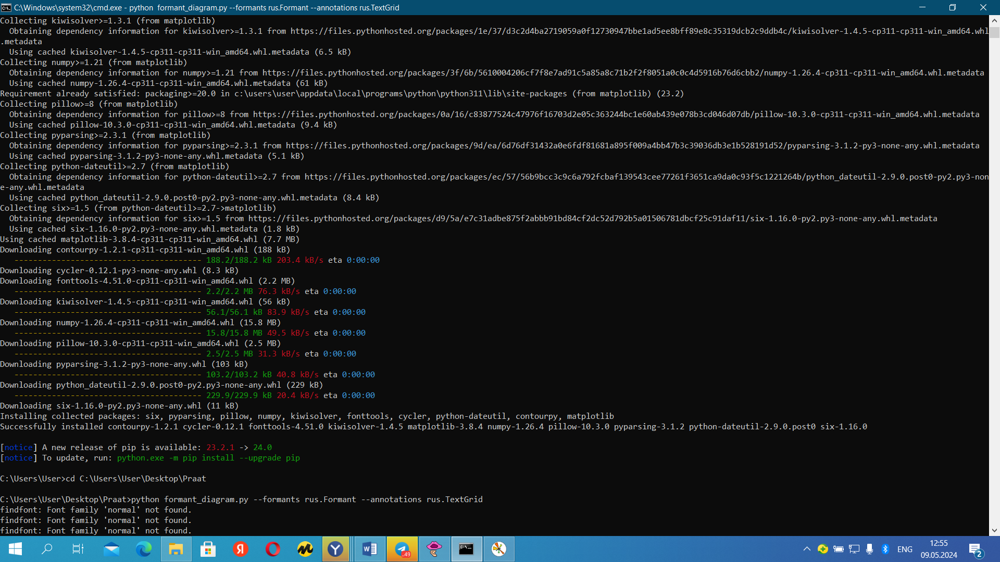 C:\Windows\system32\cmd.exe - python  formant_diagram.py --formants rus.Formant --annotations rus.TextGrid
Collecting kiwisolver>=1.3.1 (from matplotlib)
  Obtaining dependency information for kiwisolver>=1.3.1 from https://files.pythonhosted.org/packages/1e/37/d3c2d4ba2719059a0f12730947bbe1ad5ee8bff89e8c35319dcb2c9ddb4c/kiwisolver-1.4.5-cp311-cp311-win_amd64.whl
.metadata
  Using cached kiwisolver-1.4.5-cp311-cp311-win_amd64.whl.metadata (6.5 kB)
Collecting numpy>=1.21 (from matplotlib)
  Obtaining dependency information for numpy>=1.21 from https://files.pythonhosted.org/packages/3f/6b/5610004206cf7f8e7ad91c5a85a8c71b2f2f8051a0c0c4d5916b76d6cbb2/numpy-1.26.4-cp311-cp311-win_amd64.whl.metadata
  Using cached numpy-1.26.4-cp311-cp311-win_amd64.whl.metadata (61 kB)
Requirement already satisfied: packaging>=20.0 in c:\users\user\appdata\local\programs\python\python311\lib\site-packages (from matplotlib) (23.2)
Collecting pillow>=8 (from matplotlib)
  Obtaining dependency information for pillow>=8 from https://files.pythonhosted.org/packages/0a/16/c83877524c47976f16703d2e05c363244bc1e60ab439e078b3cd046d07db/pillow-10.3.0-cp311-cp311-win_amd64.whl.metadata
  Using cached pillow-10.3.0-cp311-cp311-win_amd64.whl.metadata (9.4 kB)
Collecting pyparsing>=2.3.1 (from matplotlib)
  Obtaining dependency information for pyparsing>=2.3.1 from https://files.pythonhosted.org/packages/9d/ea/6d76df31432a0e6fdf81681a895f009a4bb47b3c39036db3e1b528191d52/pyparsing-3.1.2-py3-none-any.whl.metadata
  Using cached pyparsing-3.1.2-py3-none-any.whl.metadata (5.1 kB)
Collecting python-dateutil>=2.7 (from matplotlib)
  Obtaining dependency information for python-dateutil>=2.7 from https://files.pythonhosted.org/packages/ec/57/56b9bcc3c9c6a792fcbaf139543cee77261f3651ca9da0c93f5c1221264b/python_dateutil-2.9.0.post0-py2.py3-non
e-any.whl.metadata
  Using cached python_dateutil-2.9.0.post0-py2.py3-none-any.whl.metadata (8.4 kB)
Collecting six>=1.5 (from python-dateutil>=2.7->matplotlib)
  Obtaining dependency information for six>=1.5 from https://files.pythonhosted.org/packages/d9/5a/e7c31adbe875f2abbb91bd84cf2dc52d792b5a01506781dbcf25c91daf11/six-1.16.0-py2.py3-none-any.whl.metadata
  Using cached six-1.16.0-py2.py3-none-any.whl.metadata (1.8 kB)
Using cached matplotlib-3.8.4-cp311-cp311-win_amd64.whl (7.7 MB)
Downloading contourpy-1.2.1-cp311-cp311-win_amd64.whl (188 kB)
   ---------------------------------------- 188.2/188.2 kB 203.4 kB/s eta 0:00:00
Downloading cycler-0.12.1-py3-none-any.whl (8.3 kB)
Downloading fonttools-4.51.0-cp311-cp311-win_amd64.whl (2.2 MB)
   ---------------------------------------- 2.2/2.2 MB 76.3 kB/s eta 0:00:00
Downloading kiwisolver-1.4.5-cp311-cp311-win_amd64.whl (56 kB)
   ---------------------------------------- 56.1/56.1 kB 83.9 kB/s eta 0:00:00
Downloading numpy-1.26.4-cp311-cp311-win_amd64.whl (15.8 MB)
   ---------------------------------------- 15.8/15.8 MB 49.5 kB/s eta 0:00:00
Downloading pillow-10.3.0-cp311-cp311-win_amd64.whl (2.5 MB)
   ---------------------------------------- 2.5/2.5 MB 31.3 kB/s eta 0:00:00
Downloading pyparsing-3.1.2-py3-none-any.whl (103 kB)
   ---------------------------------------- 103.2/103.2 kB 40.8 kB/s eta 0:00:00
Downloading python_dateutil-2.9.0.post0-py2.py3-none-any.whl (229 kB)
   ---------------------------------------- 229.9/229.9 kB 20.4 kB/s eta 0:00:00
Downloading six-1.16.0-py2.py3-none-any.whl (11 kB)
Installing collected packages: six, pyparsing, pillow, numpy, kiwisolver, fonttools, cycler, python-dateutil, contourpy, matplotlib
Successfully installed contourpy-1.2.1 cycler-0.12.1 fonttools-4.51.0 kiwisolver-1.4.5 matplotlib-3.8.4 numpy-1.26.4 pillow-10.3.0 pyparsing-3.1.2 python-dateutil-2.9.0.post0 six-1.16.0
[notice] A new release of pip is available: 23.2.1 -> 24.0
[notice] To update, run: python.exe -m pip install --upgrade pip
C:\Users\User>cd C:\Users\User\Desktop\Praat
C:\Users\User\Desktop\Praat>python formant_diagram.py --formants rus.Formant --annotations rus.TextGrid
findfont: Font family 'normal' not found.
findfont: Font family 'normal' not found.
findfont: Font family 'normal' not found.
..49
ENG
12:55
09.05.2024
2